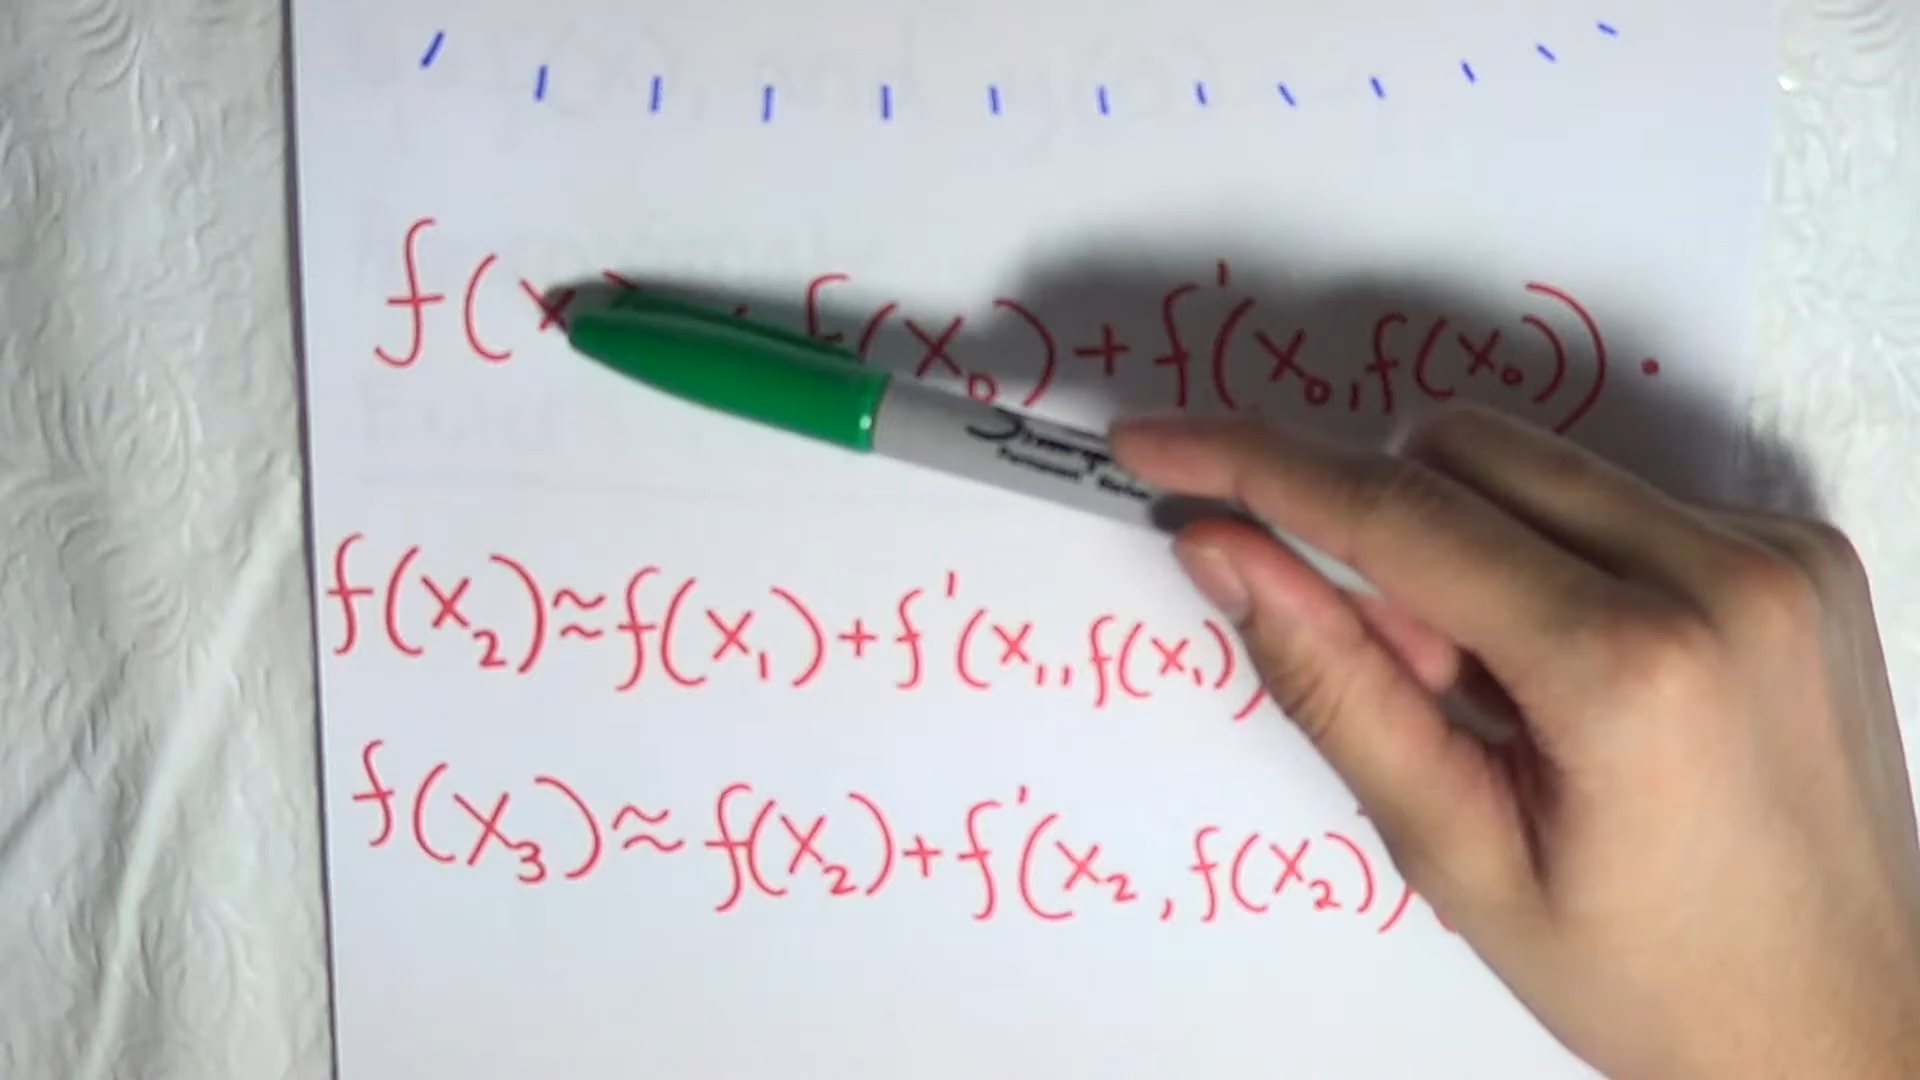 f(x f(x₀) + f'(x₀, f(x₀)) ·
f(x₂) ≈ f(x₁) + f'(x₁, f(x₁)
f(x₃) ≈ f(x₂) + f'(x₂, f(x₂))